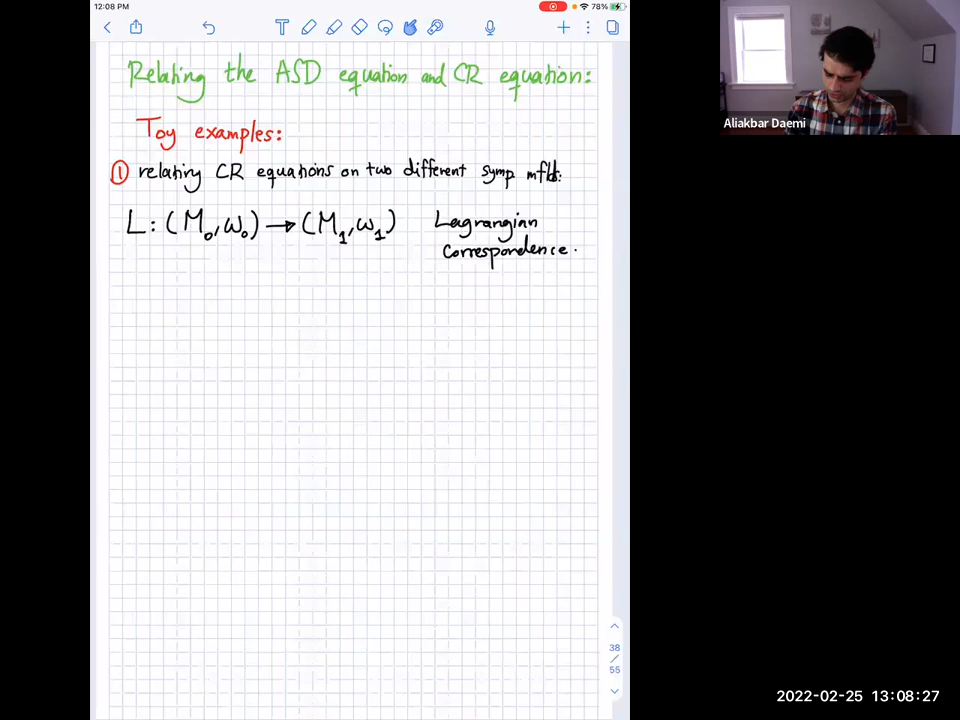 12:08 PM
78%
Relating the ASD equation and CR equation:
Toy examples:
① relating CR equations on two different symp mflds:
L: (M₀, ω₀) → (M₁, ω₁) Lagrangian
correspondence.
Aliakbar Daemi
38
/
55
2022-02-25 13:08:27